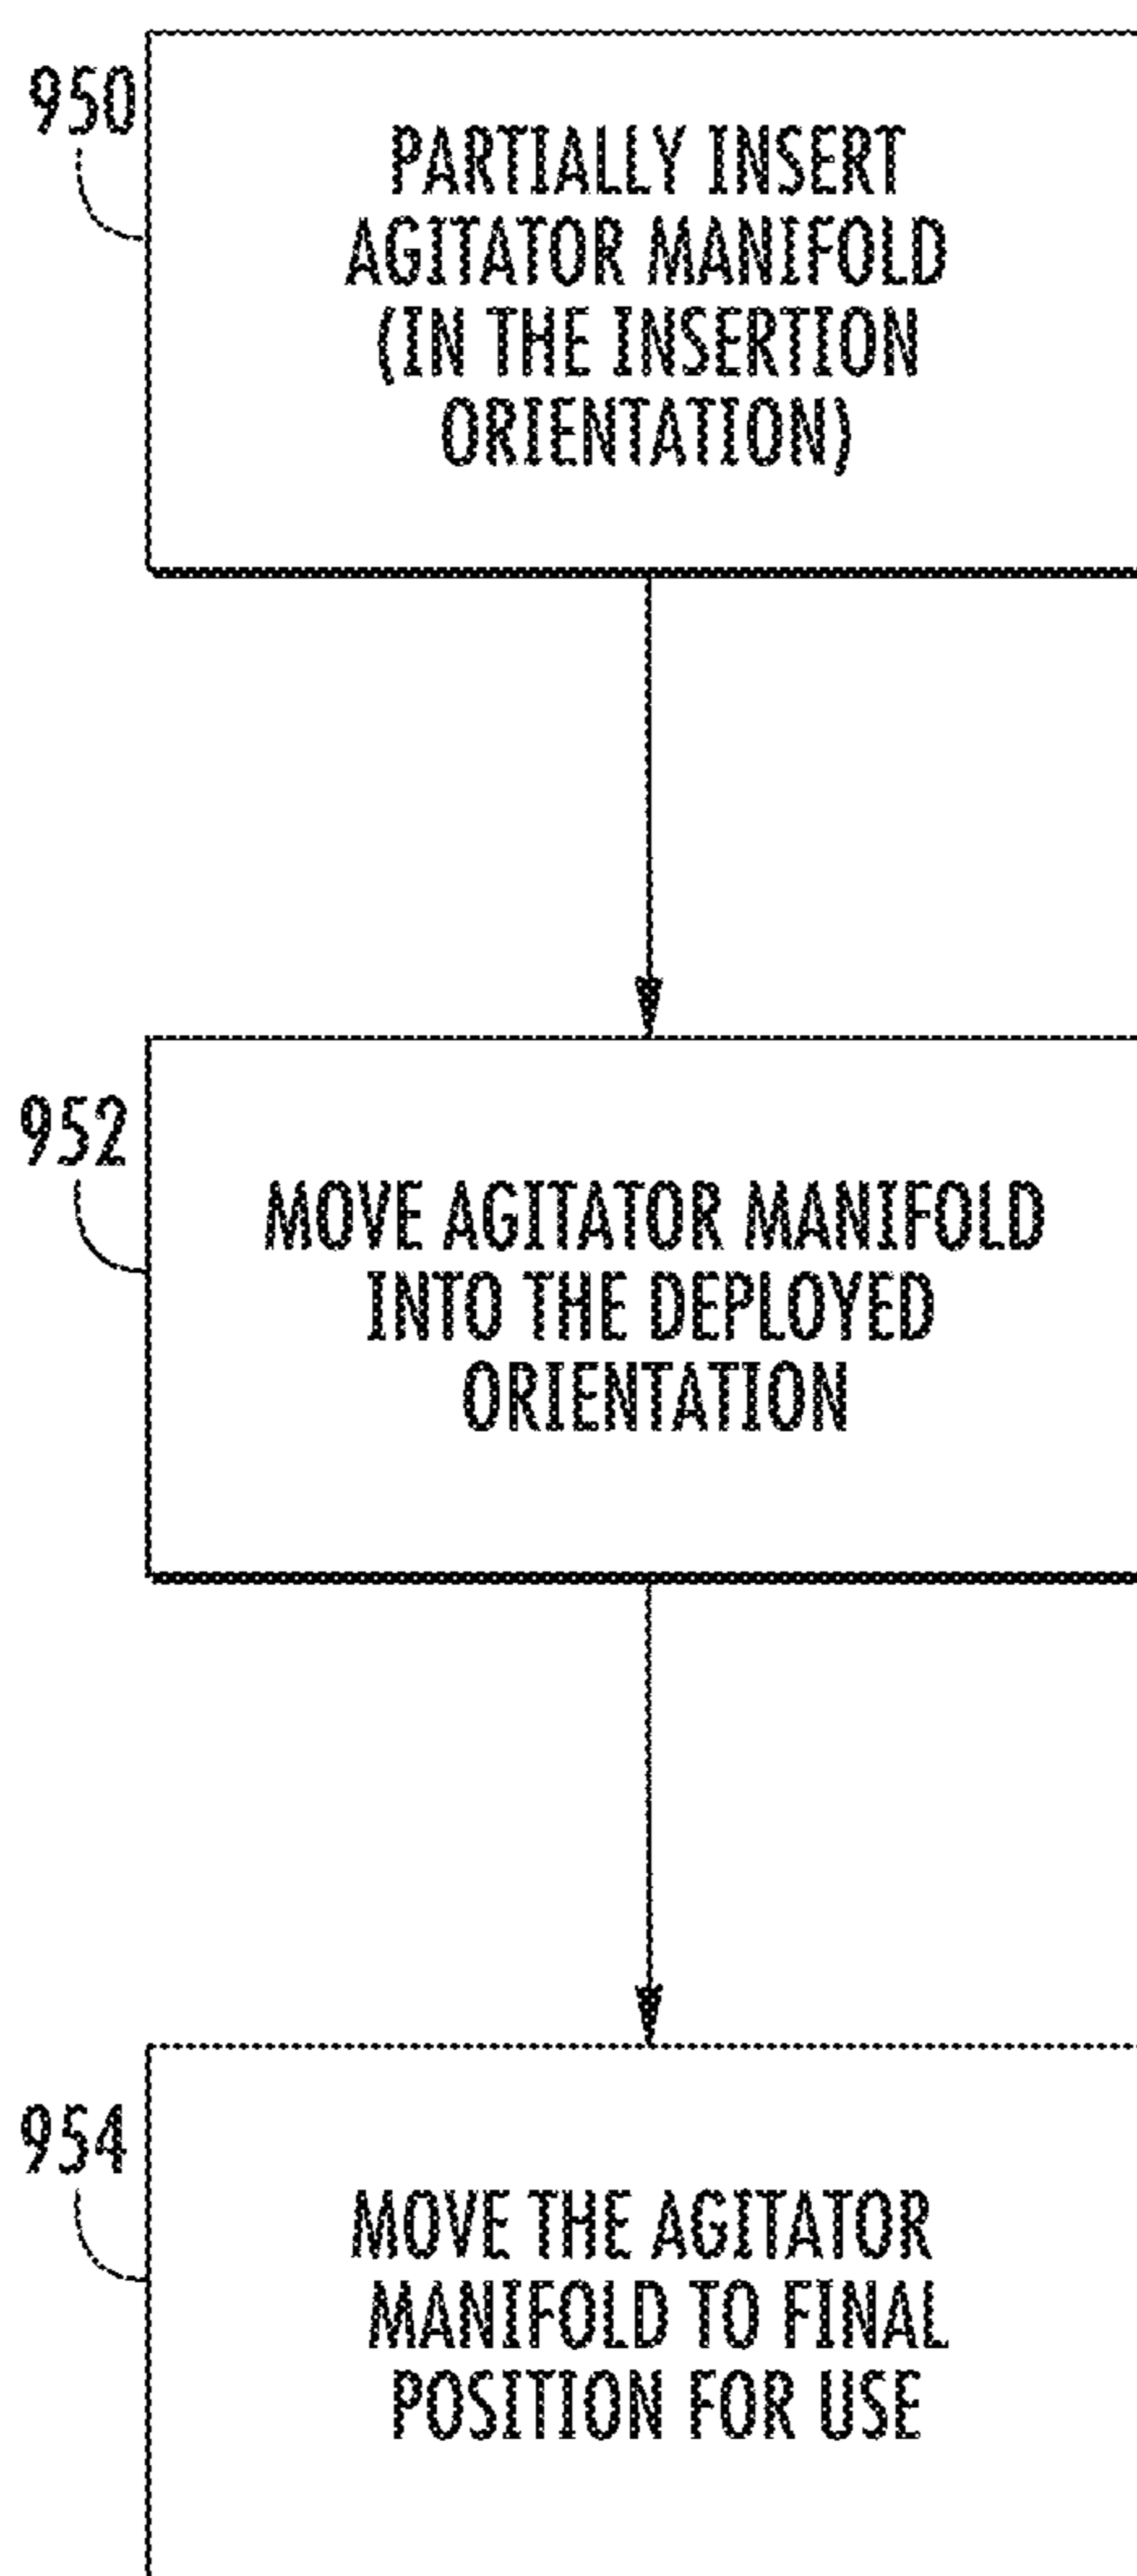 950
PARTIALLY INSERT
AGITATOR MANIFOLD
(IN THE INSERTION
ORIENTATION)
952
MOVE AGITATOR MANIFOLD
INTO THE DEPLOYED
ORIENTATION
954
MOVE THE AGITATOR
MANIFOLD TO FINAL
POSITION FOR USE